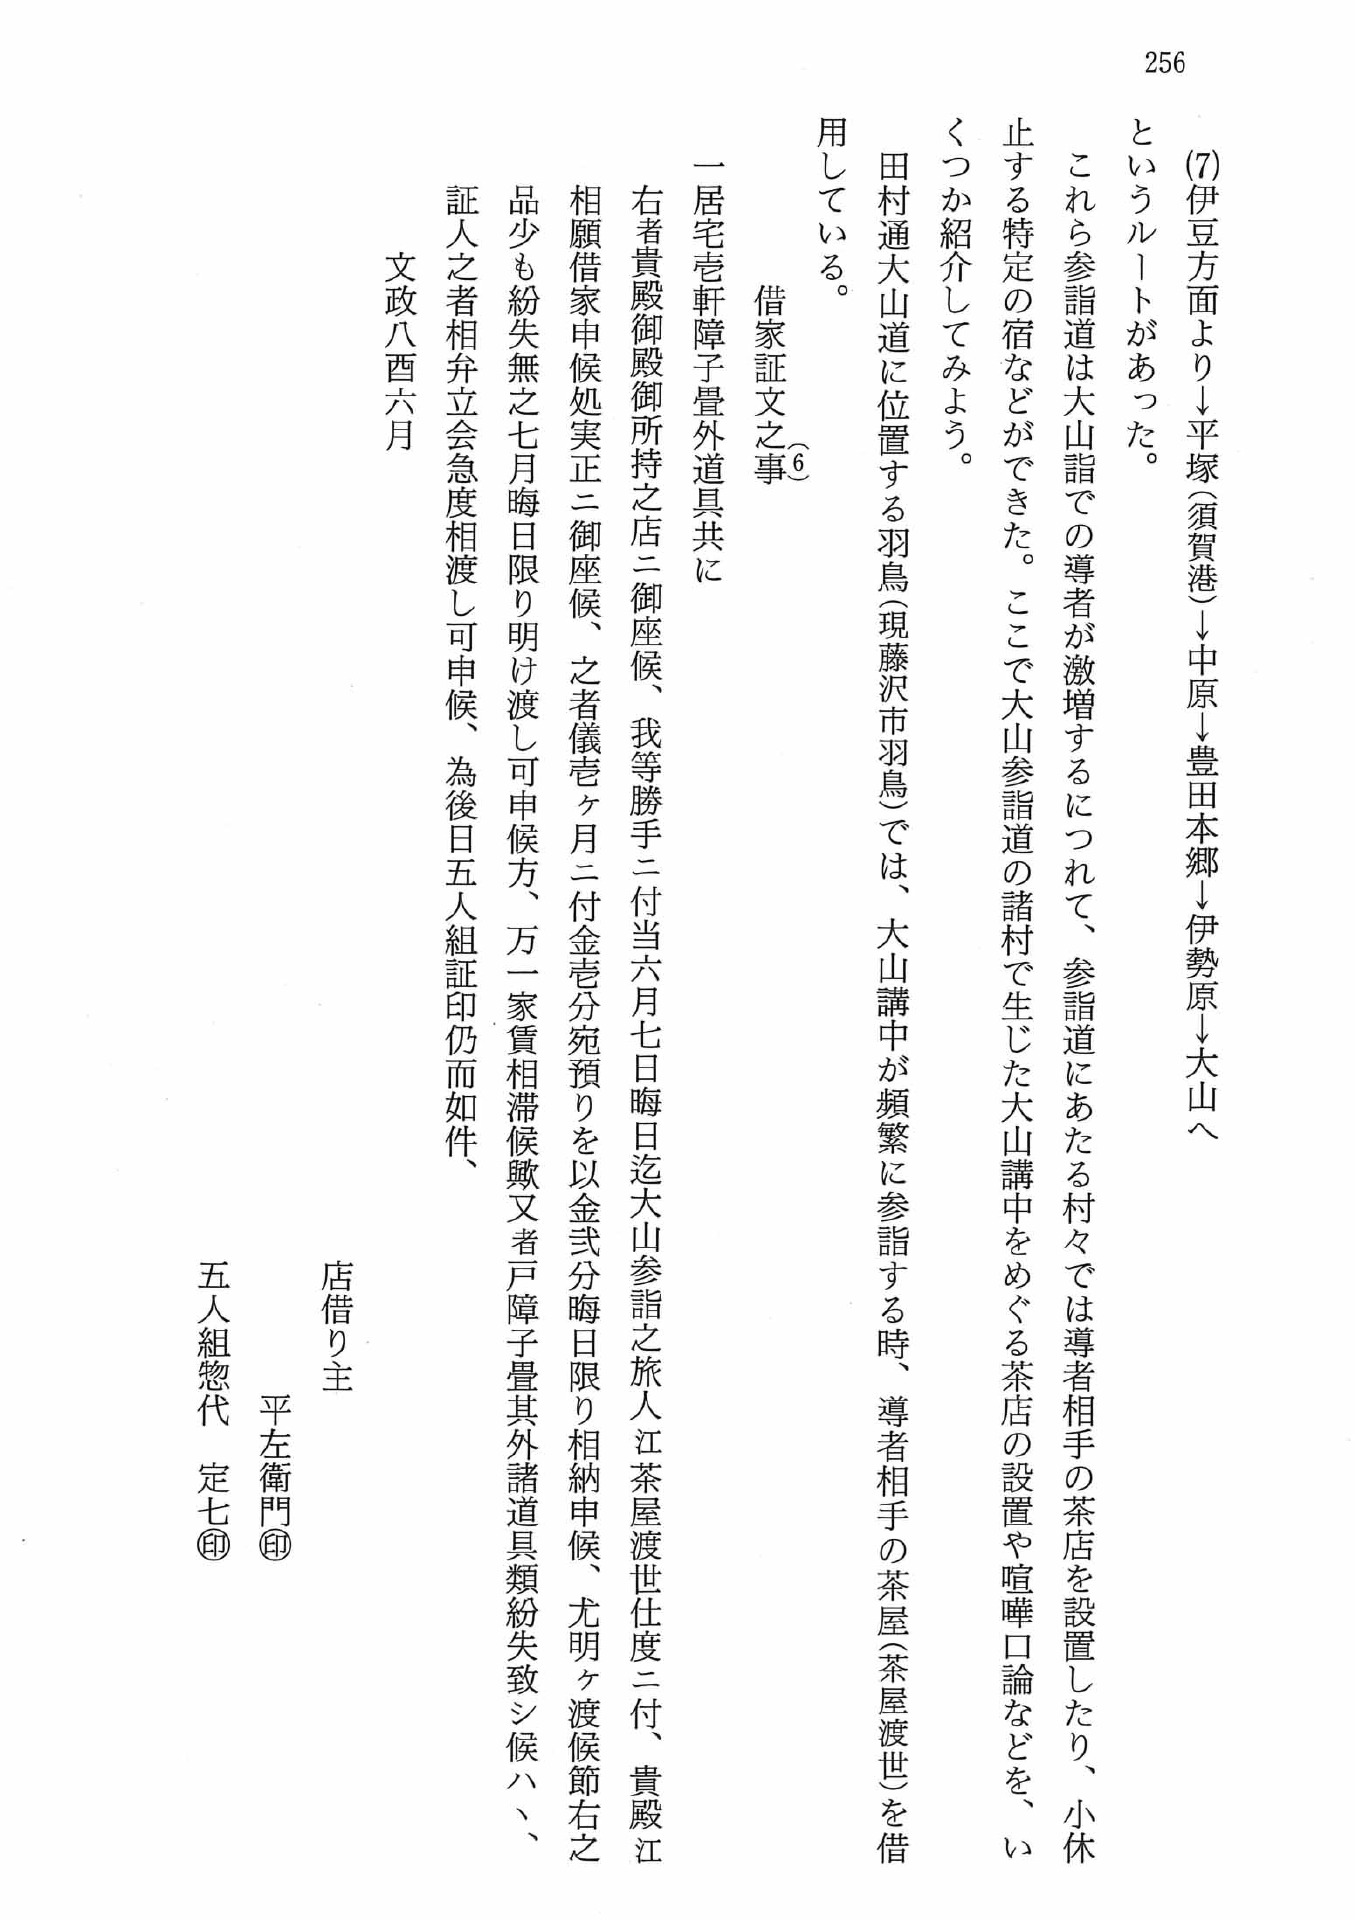 256
(7)伊豆方面より→平塚(須賀港)→中原→豊田本郷→伊勢原→大山へ
というルートがあった。
これら参詣道は大山詣での導者が激増するにつれて、参詣道にあたる村々では導者相手の茶店を設置したり、小休
止する特定の宿などができた。ここで大山参詣道の諸村で生じた大山講中をめぐる茶店の設置や喧嘩口論などを、い
くつか紹介してみよう。
田村通大山道に位置する羽鳥(現藤沢市羽鳥)では、大山講中が頻繁に参詣する時、導者相手の茶屋(茶屋渡世)を借
用している。
借家証文之事(6)
一居宅壱軒障子畳外道具共に
右者貴殿御殿御所持之店ニ御座候、我等勝手ニ付当六月七日晦日迄大山参詣之旅人江茶屋渡世仕度ニ付、貴殿江
相願借家申候処実正ニ御座候、之者儀壱ヶ月ニ付金壱分宛預りを以金弐分晦日限り相納申候、尤明ヶ渡候節右之
品少も紛失無之七月晦日限り明け渡し可申候方、万一家賃相滞候歟又者戸障子畳其外諸道具類紛失致シ候ハヽ、
証人之者相弁立会急度相渡し可申候、為後日五人組証印仍而如件、
文政八酉六月
店借り主
平左衛門㊞
五人組惣代　定七㊞